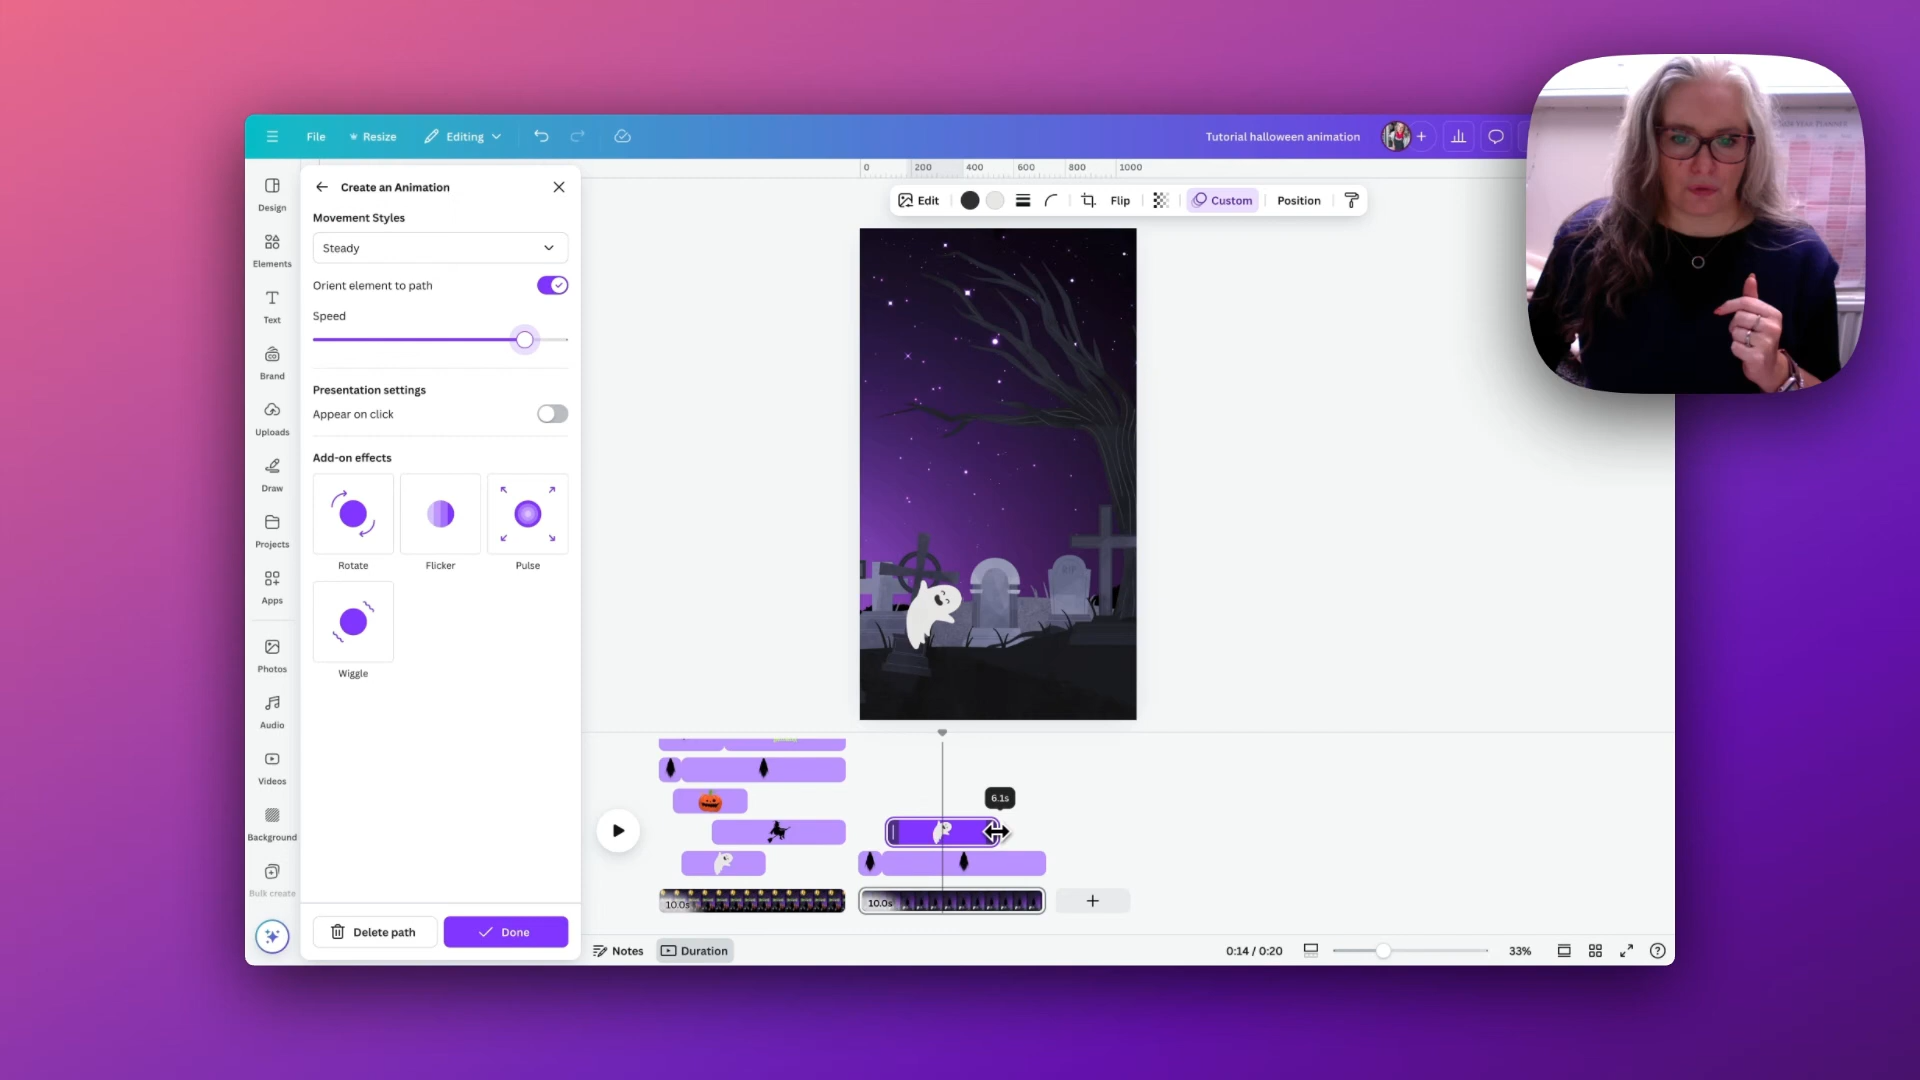 File
Resize
Editing
Tutorial halloween animation
Design
Elements
Text
Brand
Uploads
Draw
Projects
Apps
Photos
Audio
Videos
Background
Bulk create
Create an Animation
Movement Styles
Steady
Orient element to path
Speed
Presentation settings
Appear on click
Add-on effects
Rotate
Flicker
Pulse
Wiggle
Delete path
Done
0
200
400
600
800
1000
Edit
Flip
Custom
Position
RIP
6.1s
10.0s
10.0s
Notes
Duration
0:14 / 0:20
33%